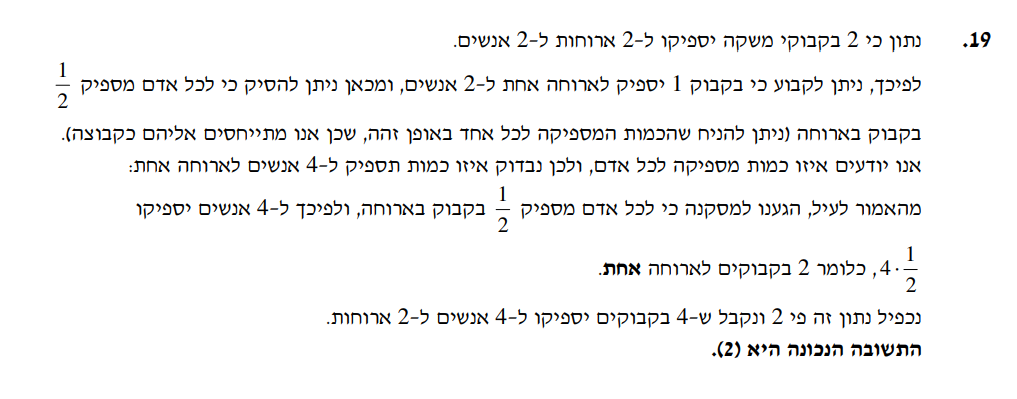 19. נתון כי 2 בקבוקי משקה יספיקו ל-2 ארוחות ל-2 אנשים.
לפיכך, ניתן לקבוע כי בקבוק 1 יספיק לארוחה אחת ל-2 אנשים, ומכאן ניתן להסיק כי לכל אדם מספיק 1/2
בקבוק בארוחה (ניתן להניח שהכמות המספיקה לכל אחד באופן זהה, שכן אנו מתייחסים אליהם כקבוצה).
אנו יודעים איזו כמות מספיקה לכל אדם, ולכן נבדוק איזו כמות תספיק ל-4 אנשים לארוחה אחת:
מהאמור לעיל, הגענו למסקנה כי לכל אדם מספיק 1/2 בקבוק בארוחה, ולפיכך ל-4 אנשים יספיקו
4·1/2, כלומר 2 בקבוקים לארוחה אחת.
נכפיל נתון זה פי 2 ונקבל ש-4 בקבוקים יספיקו ל-4 אנשים ל-2 ארוחות.
התשובה הנכונה היא (2).